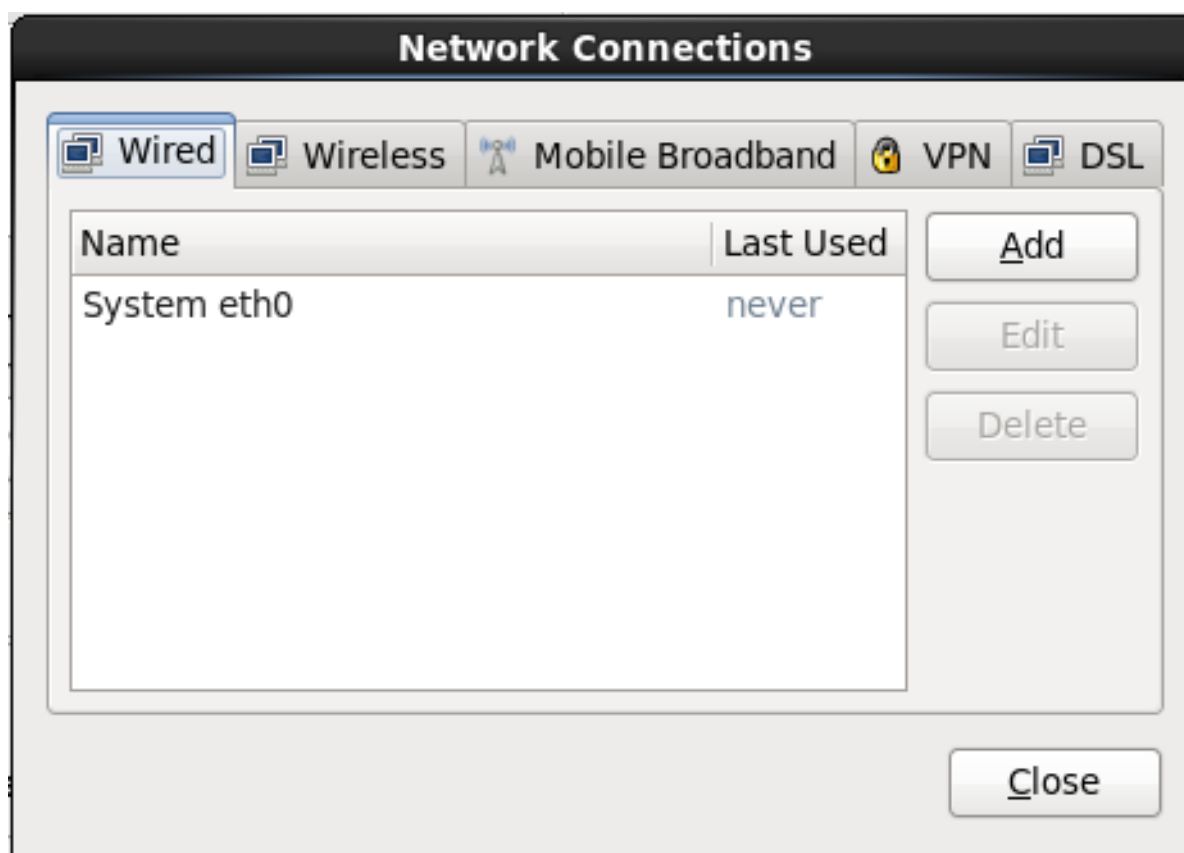 Network Connections
Wired Wireless Mobile Broadband VPN DSL
Name Last Used Add
System eth0 never
Edit
Delete
Close